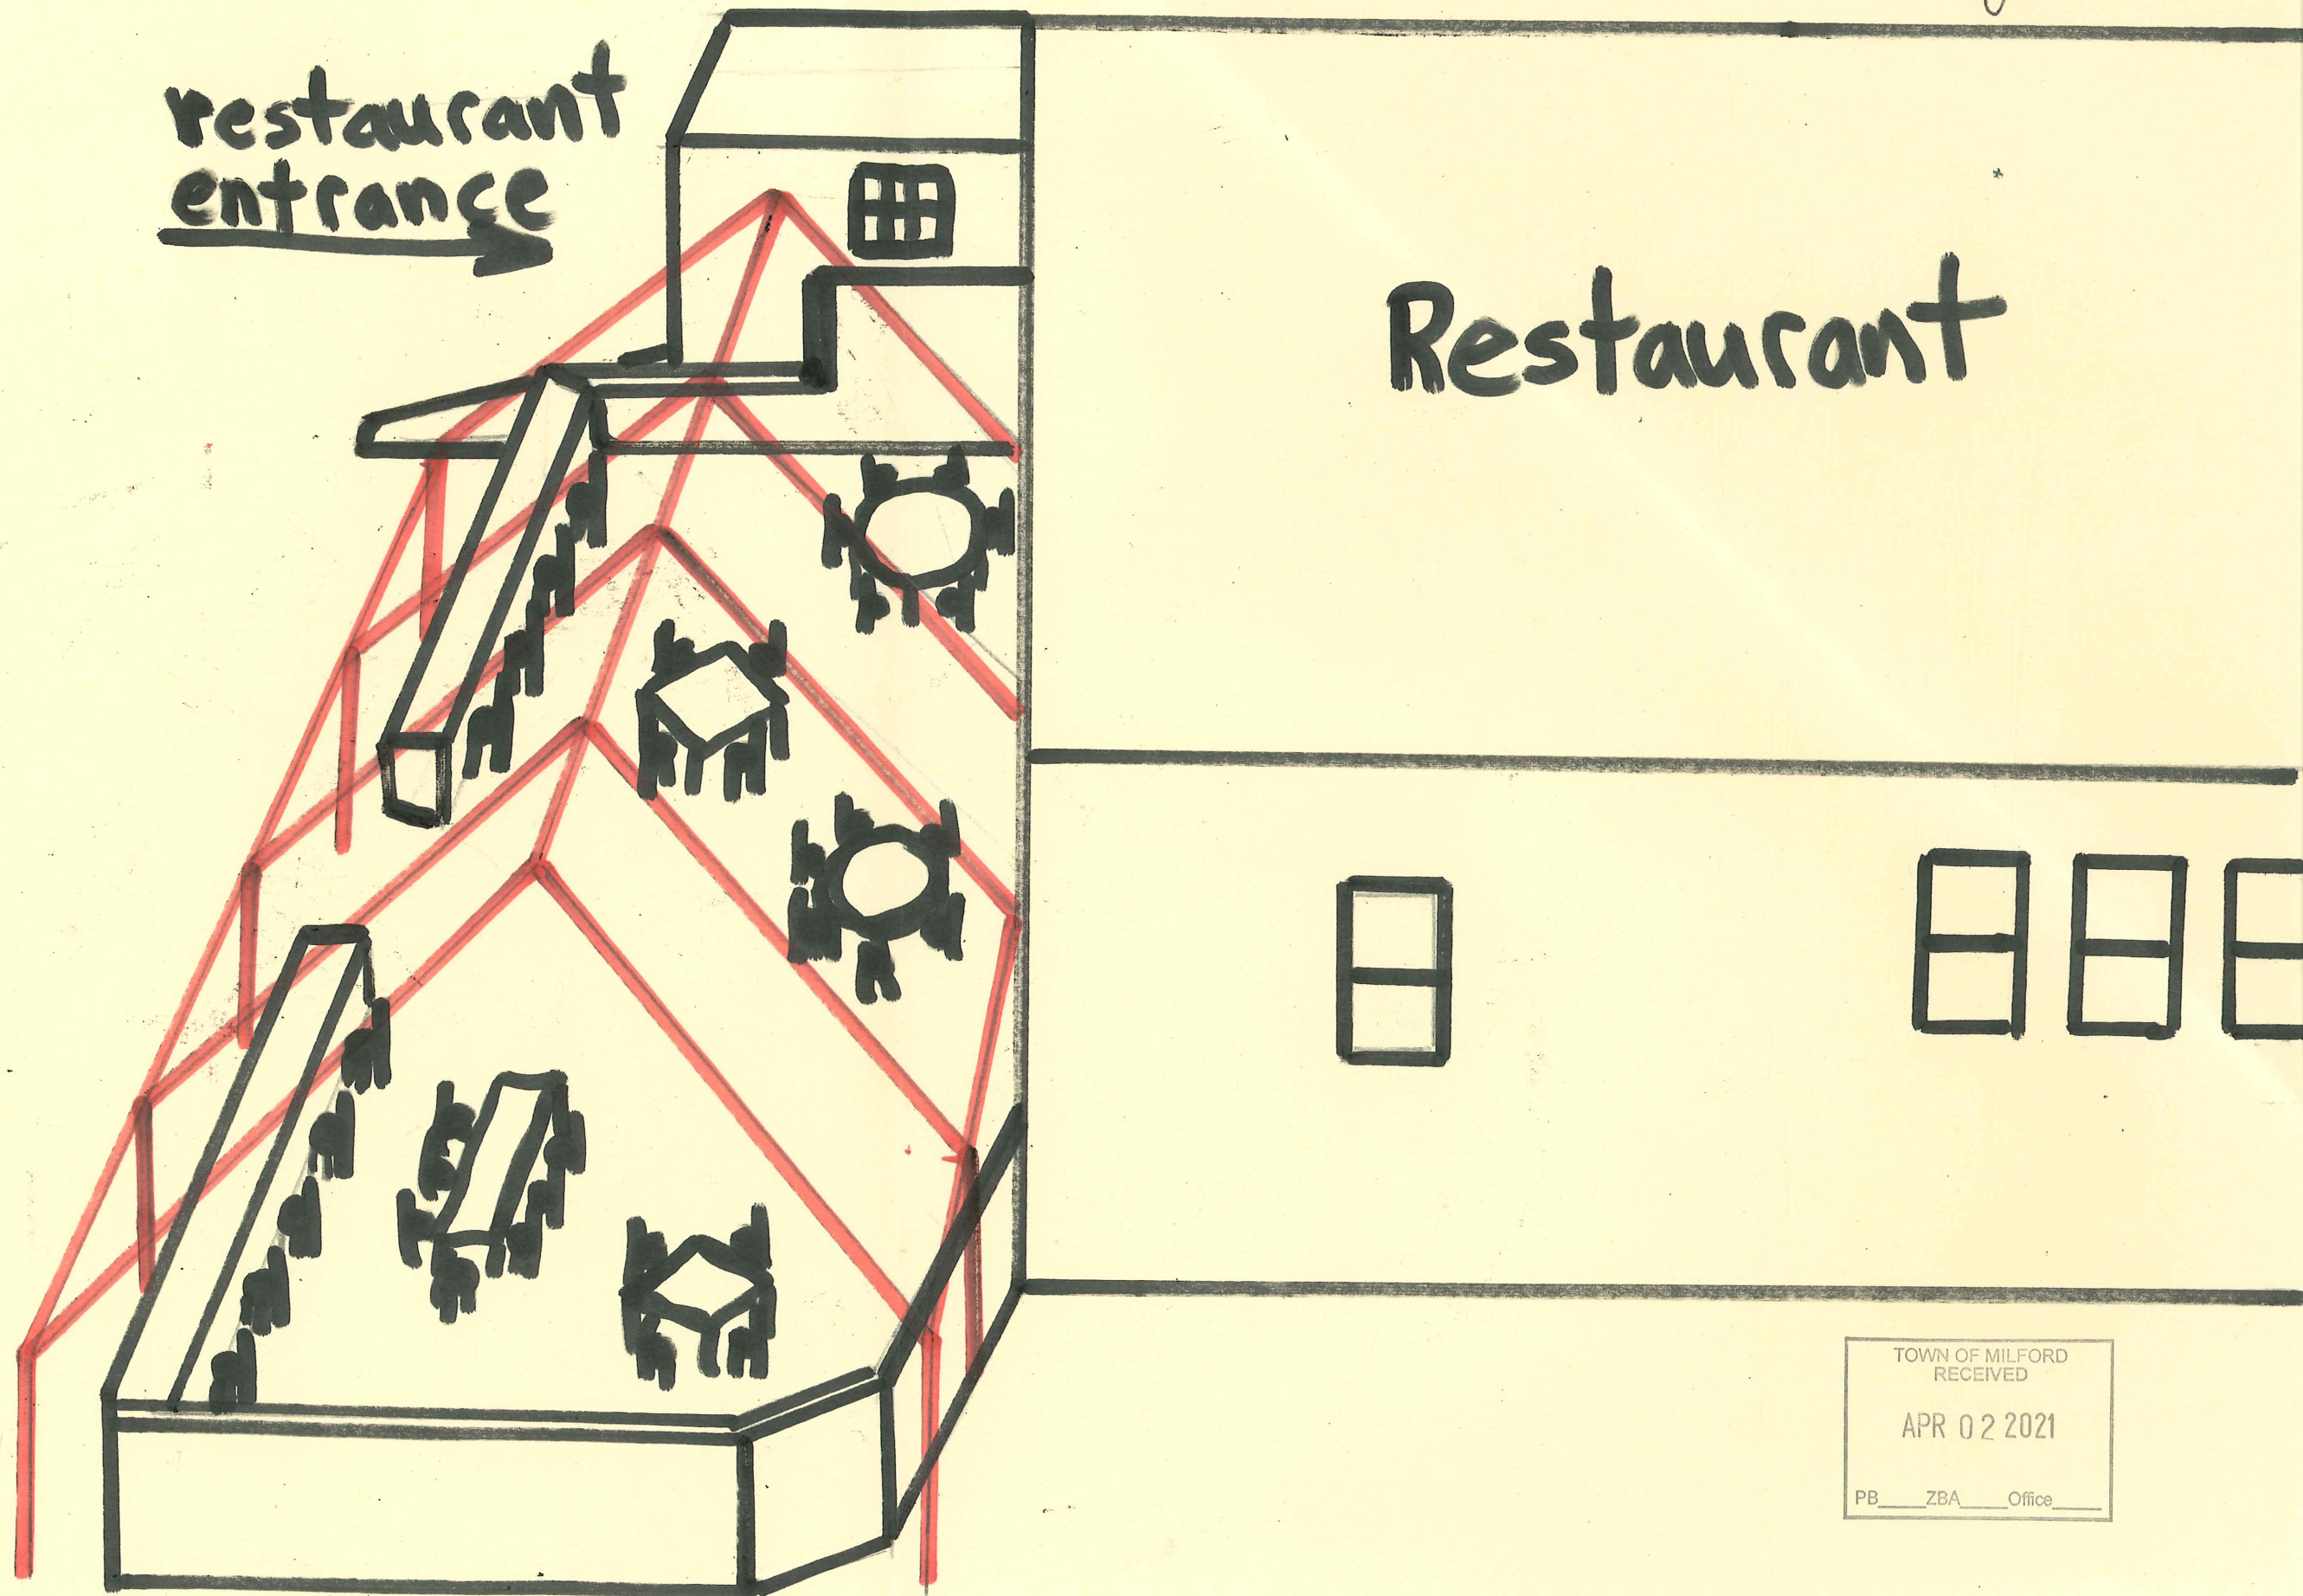 restaurant
entrance
Restaurant
TOWN OF MILFORD
RECEIVED
APR 02 2021
PB____ZBA____Office____